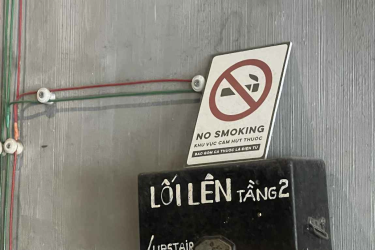 NO SMOKING
KHU VỰC CẤM HÚT THUỐC
BAO GỒM CẢ THUỐC LÁ ĐIỆN TỬ
LỐI LÊN TẦNG 2
/UPSTAIR